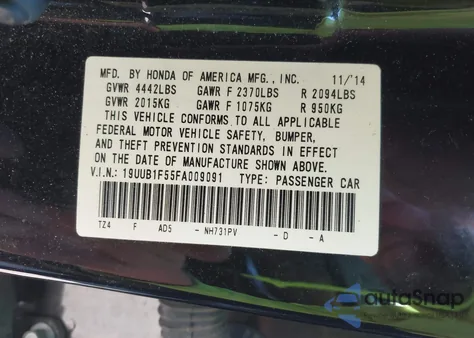 MFD. BY HONDA OF AMERICA MFG., INC. 11/'14
GVWR 4442LBS GAWR F 2370LBS R 2094LBS
GVWR 2015KG GAWR F 1075KG R 950KG
THIS VEHICLE CONFORMS TO ALL APPLICABLE
FEDERAL MOTOR VEHICLE SAFETY, BUMPER,
AND THEFT PREVENTION STANDARDS IN EFFECT
ON THE DATE OF MANUFACTURE SHOWN ABOVE.
V.I.N.: 19UUB1F55FA009091 TYPE: PASSENGER CAR
TZ4 F AD5 - NH731PV - D - A
autoSnap